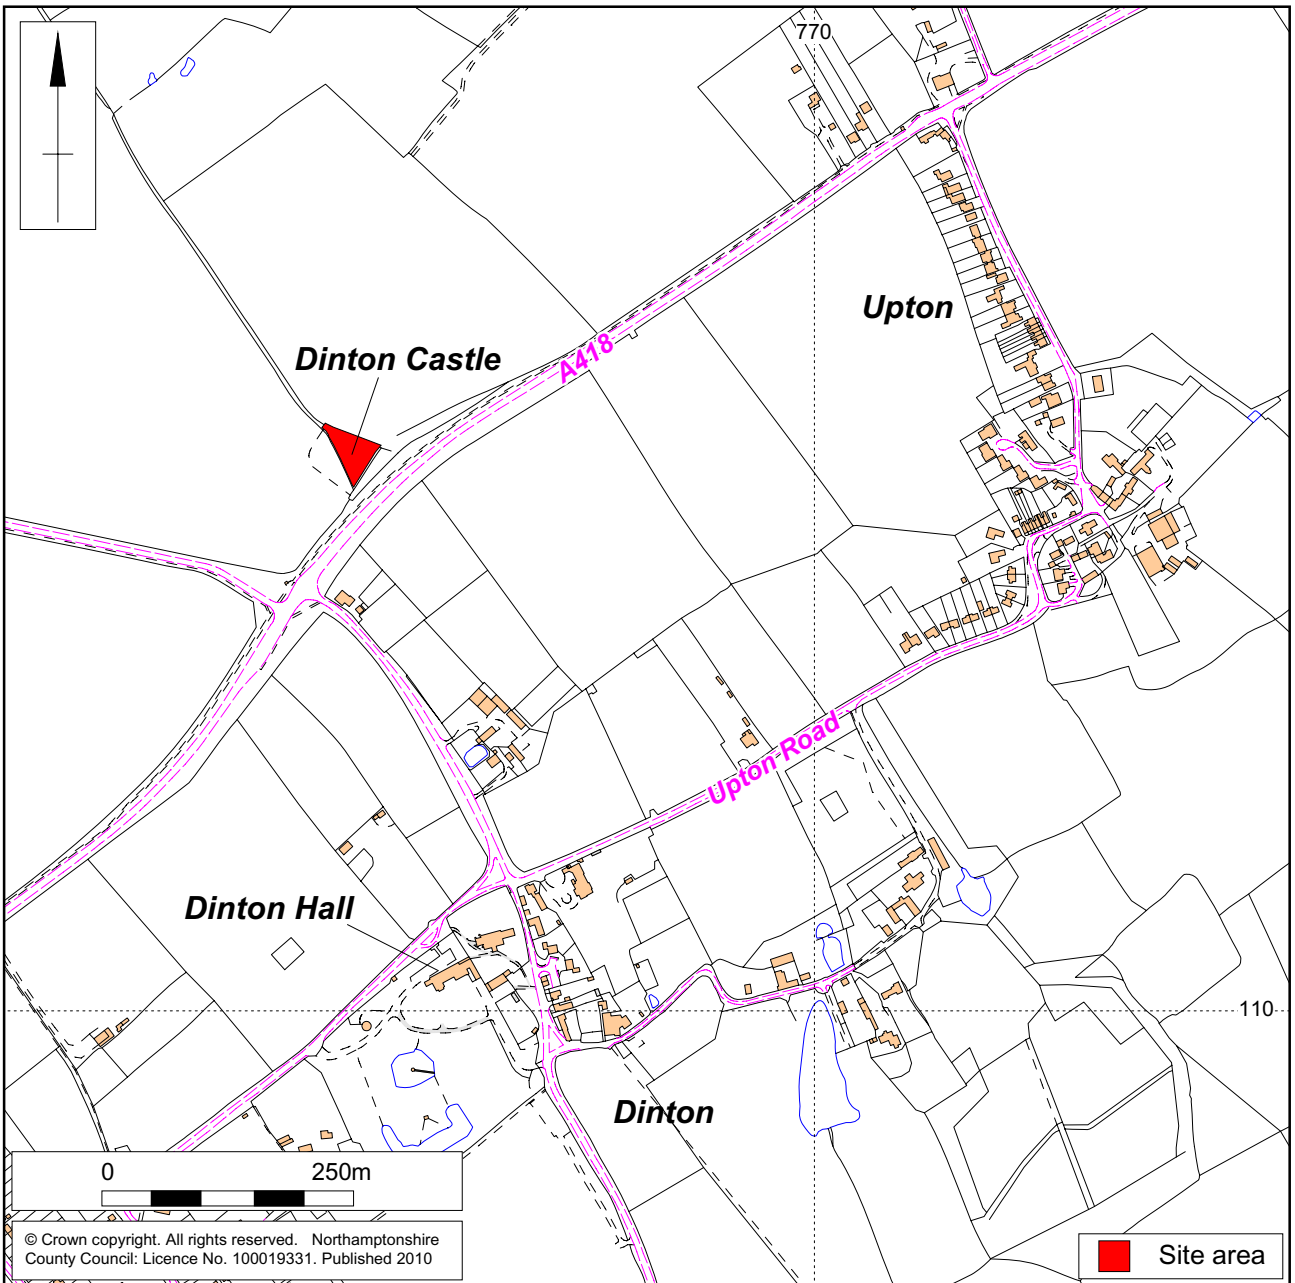 770
Upton
Dinton Castle
A418
Upton Road
Dinton Hall
110
Dinton
0 250m
© Crown copyright. All rights reserved. Northamptonshire
County Council: Licence No. 100019331. Published 2010
Site area